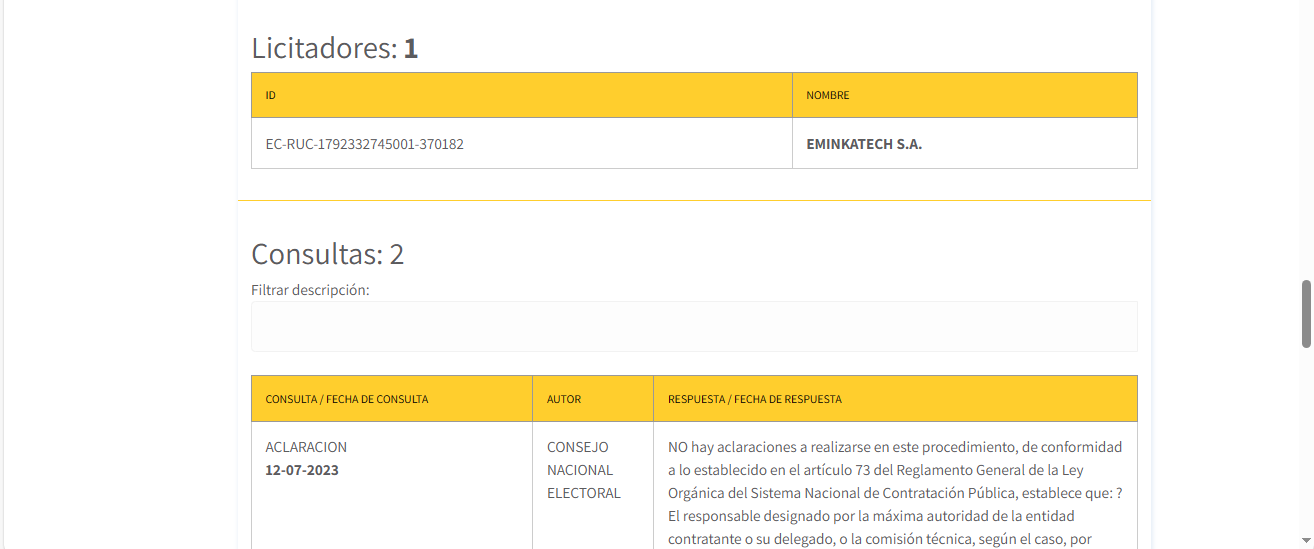 Licitadores: 1
ID
NOMBRE
EC-RUC-1792332745001-370182
EMINKATECH S.A.
Consultas: 2
Filtrar descripción:
CONSULTA / FECHA DE CONSULTA
AUTOR
RESPUESTA / FECHA DE RESPUESTA
ACLARACION
12-07-2023
CONSEJO
NACIONAL
ELECTORAL
NO hay aclaraciones a realizarse en este procedimiento, de conformidad
a lo establecido en el artículo 73 del Reglamento General de la Ley
Orgánica del Sistema Nacional de Contratación Pública, establece que: ?
El responsable designado por la máxima autoridad de la entidad
contratante o su delegado, o la comisión técnica, según el caso, por